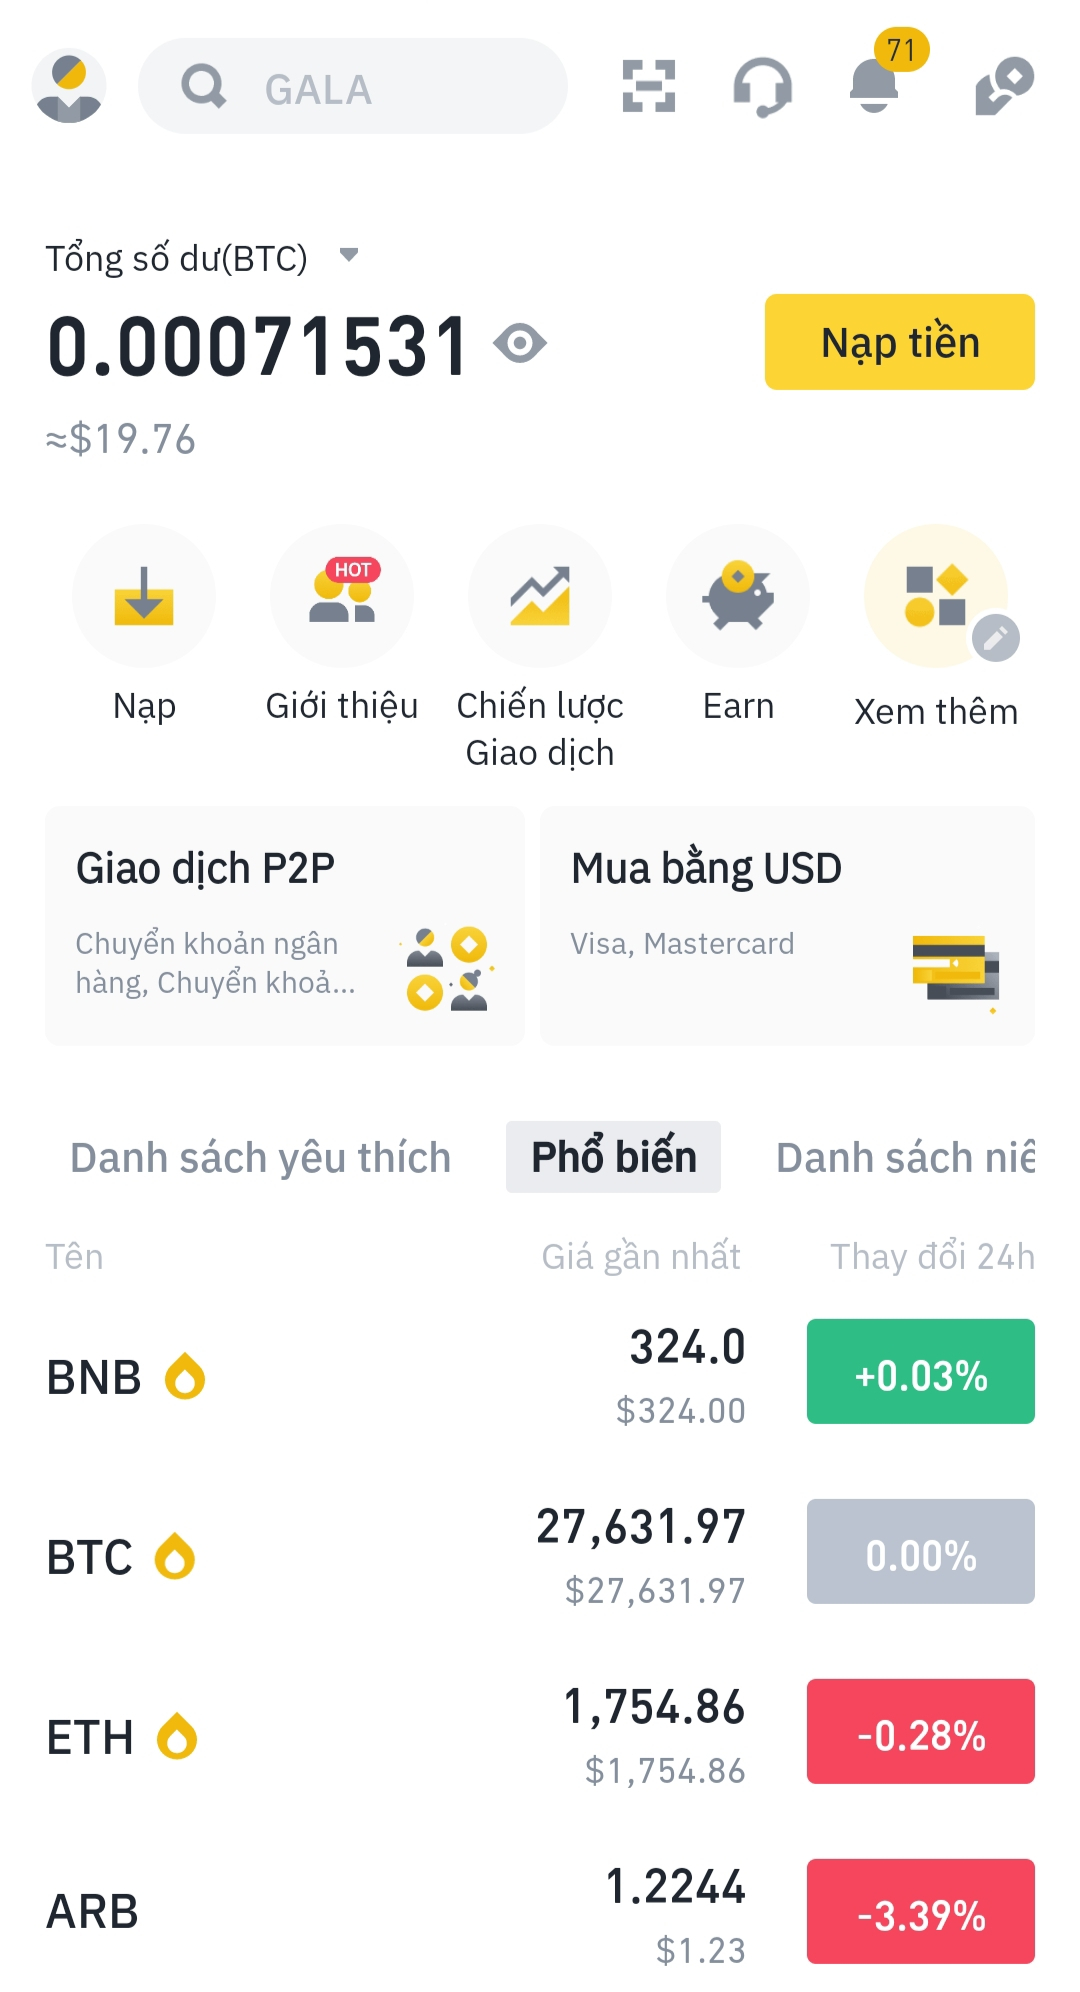 GALA
71
Tổng số dư(BTC)
0.00071531
Nạp tiền
≈$19.76
HOT
Nạp
Giới thiệu
Chiến lược
Giao dịch
Earn
Xem thêm
Giao dịch P2P
Chuyển khoản ngân
hàng, Chuyển khoả...
Mua bằng USD
Visa, Mastercard
Danh sách yêu thích
Phổ biến
Danh sách niê
Tên
Giá gần nhất
Thay đổi 24h
BNB
324.0
$324.00
+0.03%
BTC
27,631.97
$27,631.97
0.00%
ETH
1,754.86
$1,754.86
-0.28%
ARB
1.2244
$1.23
-3.39%